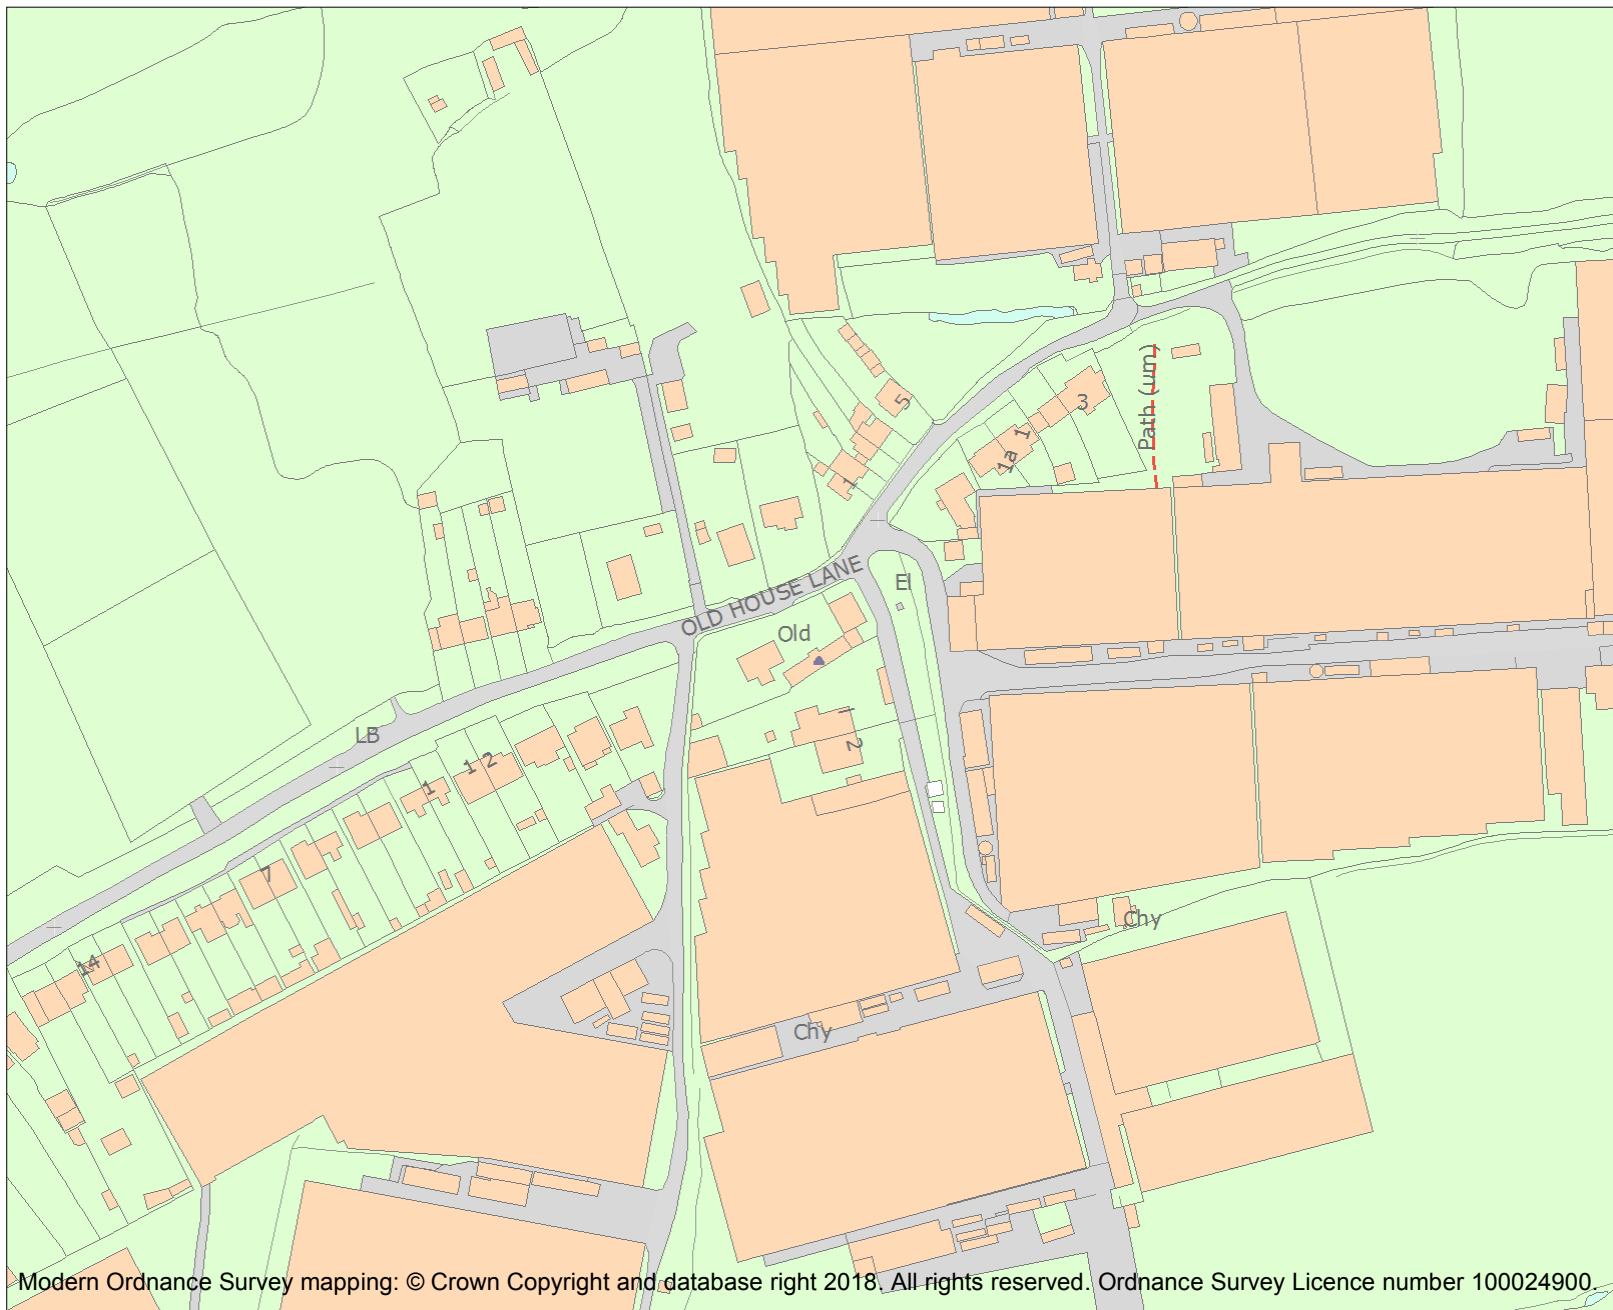 5
3
Path (um)
1
1a
1
OLD HOUSE LANE
El
Old
1
2
LB
1 2
1
7
14
Chy
Chy
Modern Ordnance Survey mapping: © Crown Copyright and database right 2018. All rights reserved. Ordnance Survey Licence number 100024900.